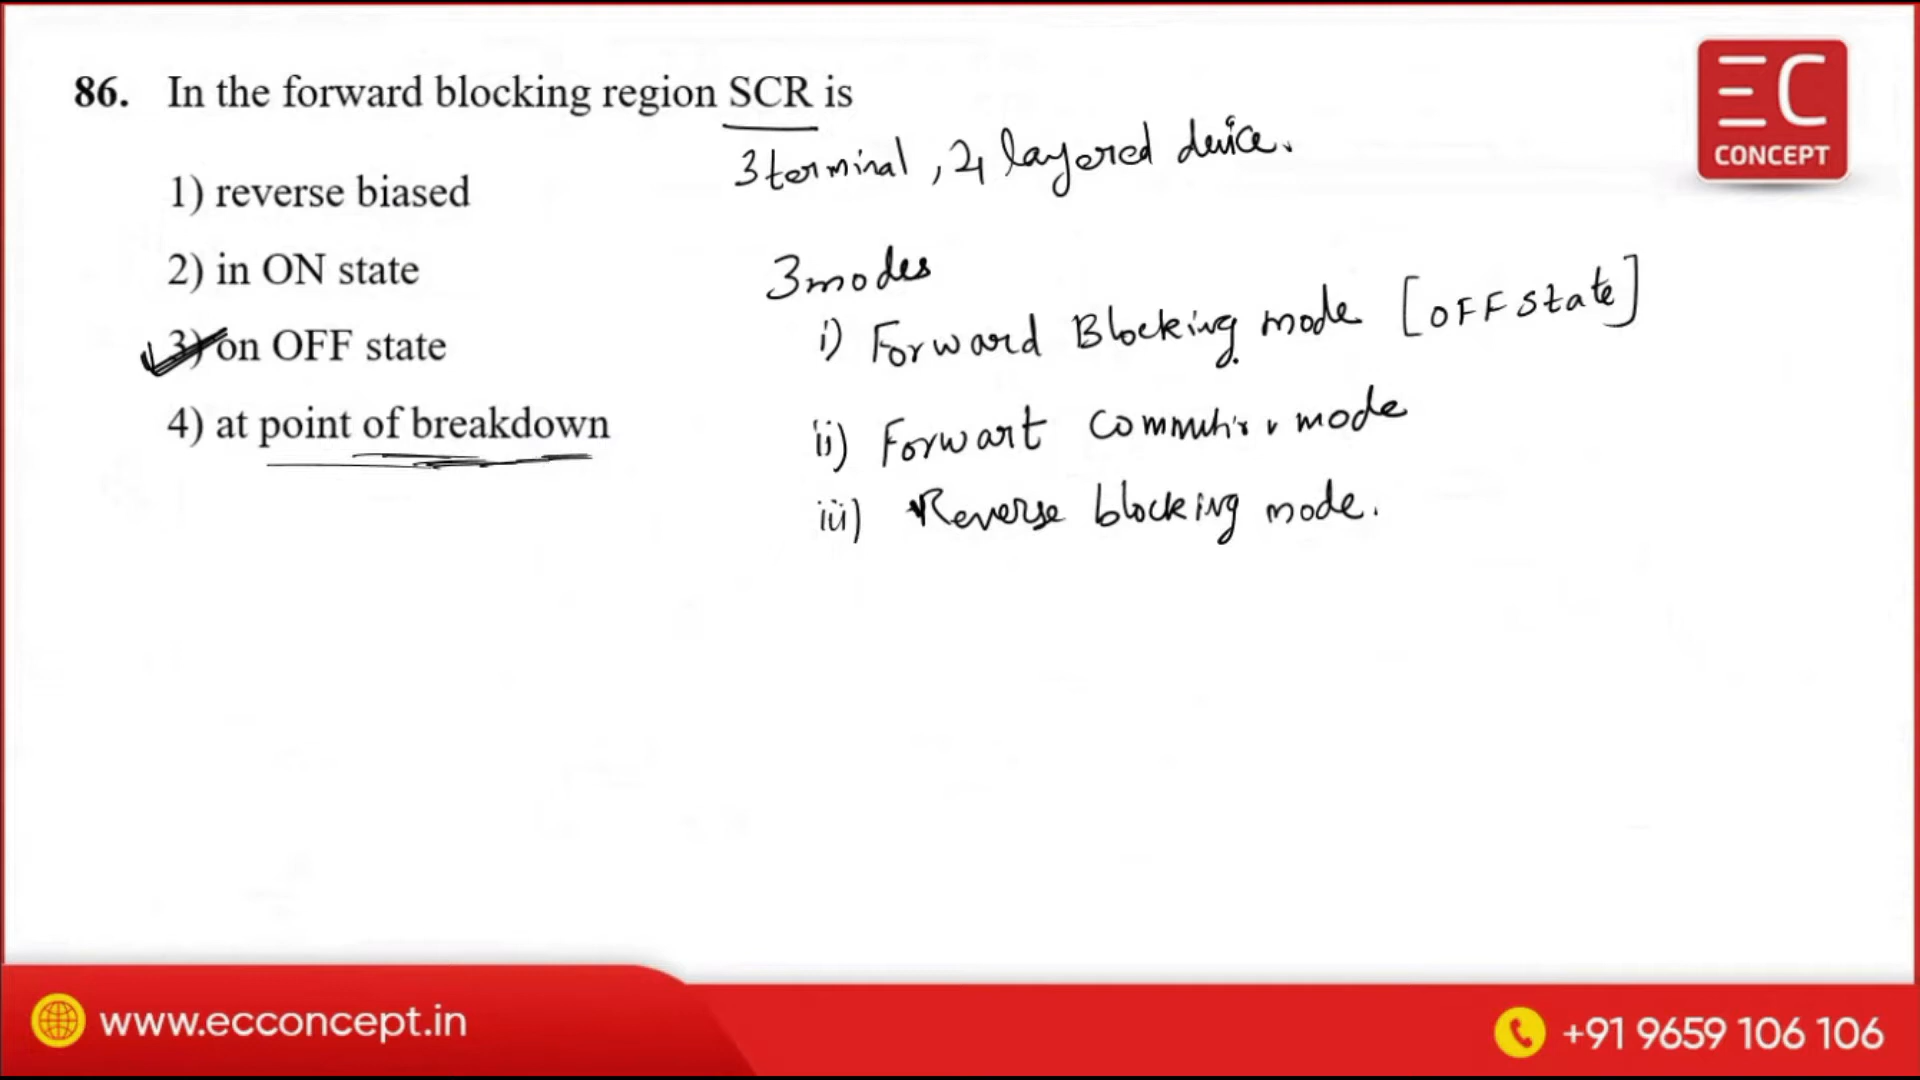 86. In the forward blocking region SCR is
3 terminal, 4 layered device.
1) reverse biased
2) in ON state
3) on OFF state
4) at point of breakdown
3 modes
i) Forward Blocking mode [OFF state]
ii) Forwart mode
iii) Reverse blocking mode.
EC
CONCEPT
www.ecconcept.in
+91 9659 106 106